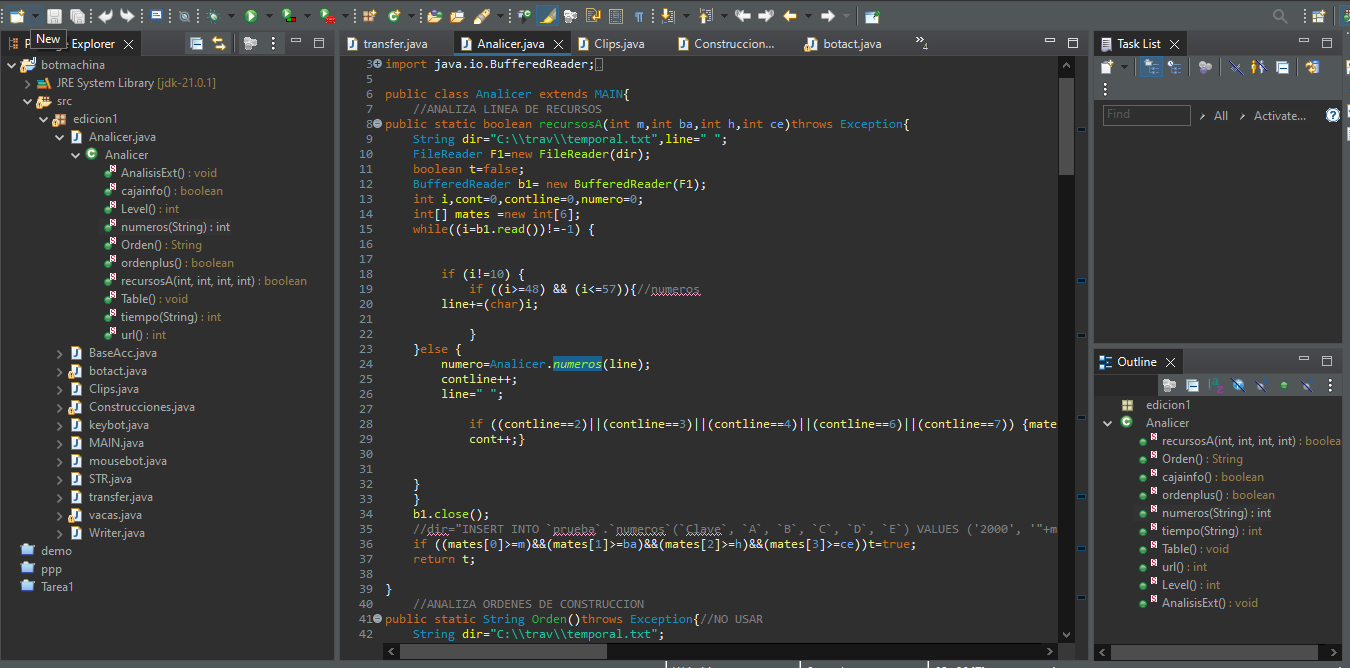 New
Explorer
botmachina
JRE System Library [jdk-21.0.1]
src
edicion1
Analicer.java
Analicer
AnalisisExt() : void
cajainfo() : boolean
Level() : int
numeros(String) : int
Orden() : String
ordenplus() : boolean
recursosA(int, int, int, int) : boolean
Table() : void
tiempo(String) : int
url() : int
BaseAcc.java
botact.java
Clips.java
Construcciones.java
keybot.java
MAIN.java
mousebot.java
STR.java
transfer.java
vacas.java
Writer.java
demo
ppp
Tarea1
transfer.java
Analicer.java
Clips.java
Construccion...
botact.java
»4
3 import java.io.BufferedReader;
5
6 public class Analicer extends MAIN{
7 //ANALIZA LINEA DE RECURSOS
8 public static boolean recursosA(int m,int ba,int h,int ce)throws Exception{
9 String dir="C:\\trav\\temporal.txt",line=" ";
10 FileReader F1=new FileReader(dir);
11 boolean t=false;
12 BufferedReader b1= new BufferedReader(F1);
13 int i,cont=0,contline=0,numero=0;
14 int[] mates =new int[6];
15 while((i=b1.read())!=-1) {
16
17
18 if (i!=10) {
19 if ((i>=48) && (i<=57)){//numeros
20 line+=(char)i;
21
22 }
23 }else {
24 numero=Analicer.numeros(line);
25 contline++;
26 line=" ";
27
28 if ((contline==2)||(contline==3)||(contline==4)||(contline==6)||(contline==7)) {mate
29 cont++;}
30
31
32 }
33 }
34 b1.close();
35 //dir="INSERT INTO `prueba`.`numeros`(`Clave`, `A`, `B`, `C`, `D`, `E`) VALUES ('2000', '"+m
36 if ((mates[0]>=m)&&(mates[1]>=ba)&&(mates[2]>=h)&&(mates[3]>=ce))t=true;
37 return t;
38
39 }
40 //ANALIZA ORDENES DE CONSTRUCCION
41 public static String Orden()throws Exception{//NO USAR
42 String dir="C:\\trav\\temporal.txt";
Task List
Find
All
Activate...
Outline
edicion1
Analicer
recursosA(int, int, int, int) : boolea
Orden() : String
cajainfo() : boolean
ordenplus() : boolean
numeros(String) : int
tiempo(String) : int
Table() : void
url() : int
Level() : int
AnalisisExt() : void